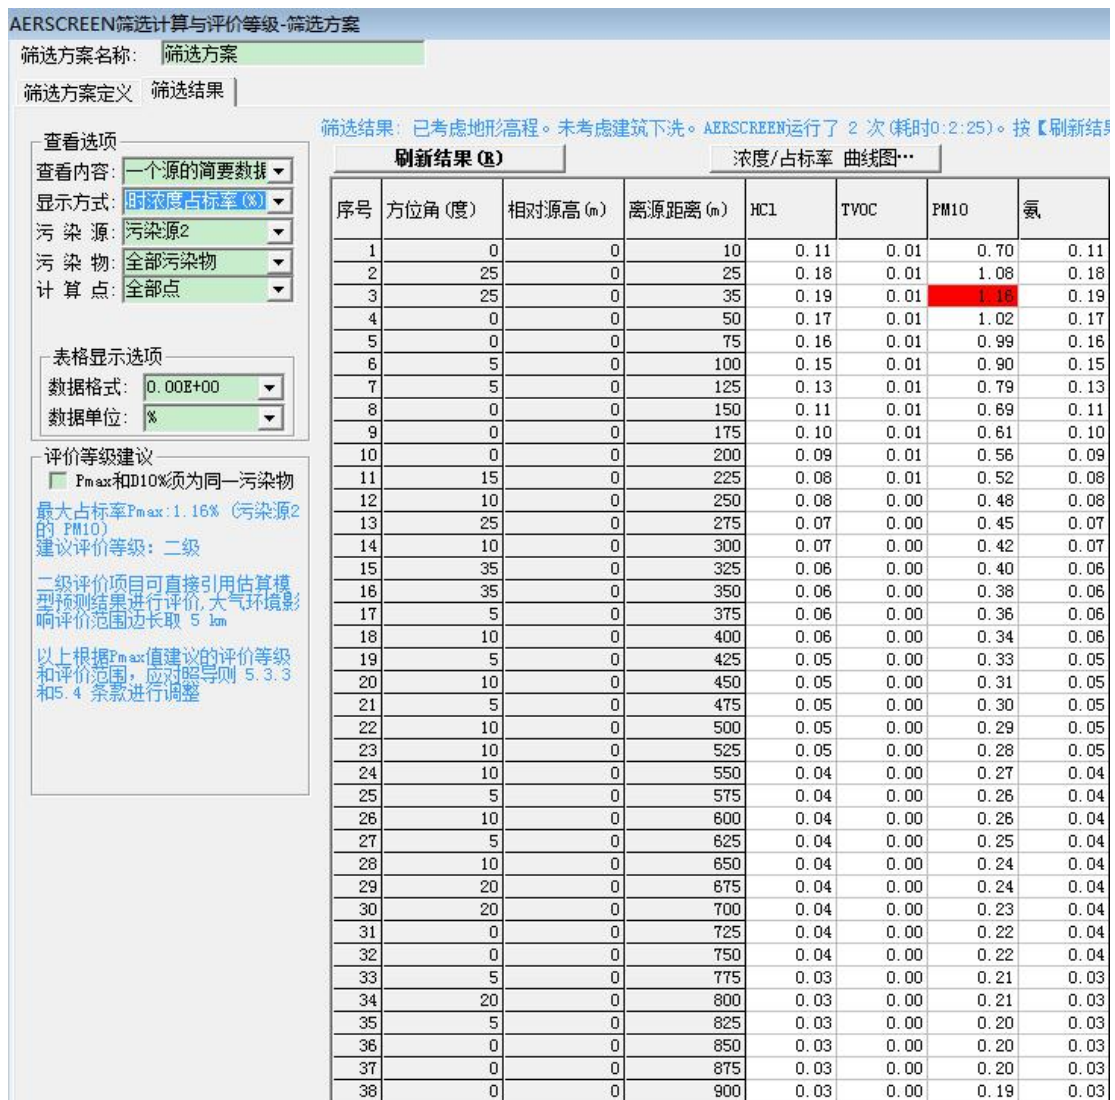 AERSCREEN筛选计算与评价等级-筛选方案
筛选方案名称: 筛选方案
筛选方案定义 筛选结果
筛选结果: 已考虑地形高程。未考虑建筑下洗。AERSCREEN运行了 2 次(耗时0:2:25)。按【刷新结果
刷新结果(R) 浓度/占标率 曲线图…
查看选项
查看内容: 一个源的简要数据
显示方式: 时浓度占标率(%)
污 染 源: 污染源2
污 染 物: 全部污染物
计 算 点: 全部点
表格显示选项
数据格式: 0.00E+00
数据单位: %
评价等级建议
Pmax和D10%须为同一污染物
最大占标率Pmax:1.16% (污染源2
的 PM10)
建议评价等级: 二级
二级评价项目可直接引用估算模
型预测结果进行评价,大气环境影
响评价范围边长取 5 km
以上根据Pmax值建议的评价等级
和评价范围,应对照导则 5.3.3
和5.4 条款进行调整
序号 方位角(度) 相对源高(m) 离源距离(m) HCl TVOC PM10 氨
1 0 0 10 0.11 0.01 0.70 0.11
2 25 0 25 0.18 0.01 1.08 0.18
3 25 0 35 0.19 0.01 1.16 0.19
4 0 0 50 0.17 0.01 1.02 0.17
5 0 0 75 0.16 0.01 0.99 0.16
6 5 0 100 0.15 0.01 0.90 0.15
7 5 0 125 0.13 0.01 0.79 0.13
8 0 0 150 0.11 0.01 0.69 0.11
9 0 0 175 0.10 0.01 0.61 0.10
10 0 0 200 0.09 0.01 0.56 0.09
11 15 0 225 0.08 0.01 0.52 0.08
12 10 0 250 0.08 0.00 0.48 0.08
13 25 0 275 0.07 0.00 0.45 0.07
14 10 0 300 0.07 0.00 0.42 0.07
15 35 0 325 0.06 0.00 0.40 0.06
16 35 0 350 0.06 0.00 0.38 0.06
17 5 0 375 0.06 0.00 0.36 0.06
18 10 0 400 0.06 0.00 0.34 0.06
19 5 0 425 0.05 0.00 0.33 0.05
20 10 0 450 0.05 0.00 0.31 0.05
21 5 0 475 0.05 0.00 0.30 0.05
22 10 0 500 0.05 0.00 0.29 0.05
23 10 0 525 0.05 0.00 0.28 0.05
24 10 0 550 0.04 0.00 0.27 0.04
25 5 0 575 0.04 0.00 0.26 0.04
26 10 0 600 0.04 0.00 0.26 0.04
27 5 0 625 0.04 0.00 0.25 0.04
28 10 0 650 0.04 0.00 0.24 0.04
29 20 0 675 0.04 0.00 0.24 0.04
30 20 0 700 0.04 0.00 0.23 0.04
31 0 0 725 0.04 0.00 0.22 0.04
32 0 0 750 0.04 0.00 0.22 0.04
33 5 0 775 0.03 0.00 0.21 0.03
34 20 0 800 0.03 0.00 0.21 0.03
35 5 0 825 0.03 0.00 0.20 0.03
36 0 0 850 0.03 0.00 0.20 0.03
37 0 0 875 0.03 0.00 0.20 0.03
38 0 0 900 0.03 0.00 0.19 0.03